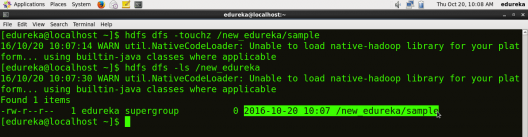 Applications Places System
Thu Oct 20, 10:08 AM edureka
edureka@localhost:~
File Edit View Search Terminal Help
[edureka@localhost ~]$ hdfs dfs -touchz /new_edureka/sample
16/10/20 10:07:14 WARN util.NativeCodeLoader: Unable to load native-hadoop library for your plat
form... using builtin-java classes where applicable
[edureka@localhost ~]$ hdfs dfs -ls /new_edureka
16/10/20 10:07:30 WARN util.NativeCodeLoader: Unable to load native-hadoop library for your plat
form... using builtin-java classes where applicable
Found 1 items
-rw-r--r-- 1 edureka supergroup 0 2016-10-20 10:07 /new_edureka/sample
[edureka@localhost ~]$